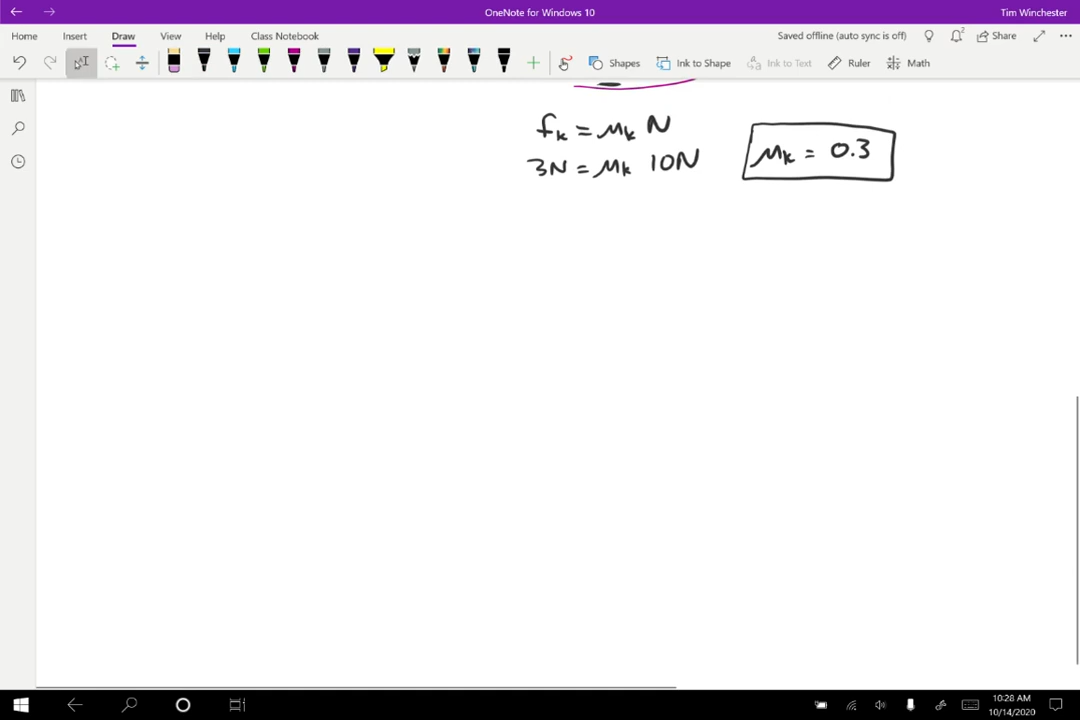 OneNote for Windows 10
Tim Winchester
Home Insert Draw View Help Class Notebook
Saved offline (auto sync is off) Share
Shapes Ink to Shape Ink to Text Ruler Math
fk = μk N
3N = μk 10N
μk = 0.3
10:28 AM
10/14/2020